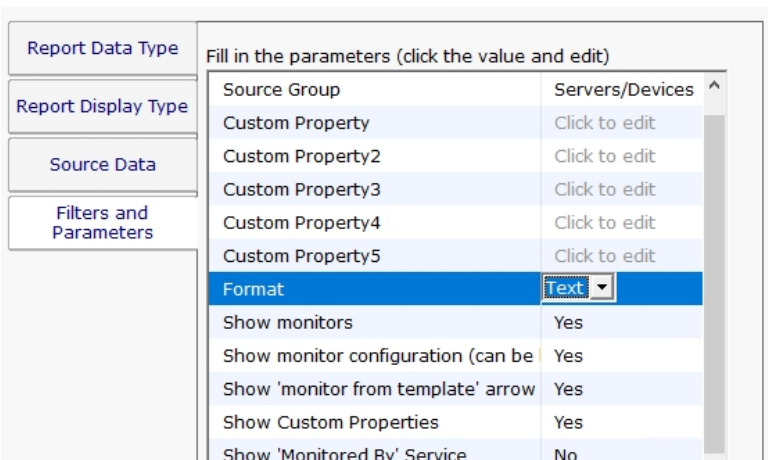 Report Data Type
Report Display Type
Source Data
Filters and
Parameters
Fill in the parameters (click the value and edit)
Source Group Servers/Devices
Custom Property Click to edit
Custom Property2 Click to edit
Custom Property3 Click to edit
Custom Property4 Click to edit
Custom Property5 Click to edit
Format Text
Show monitors Yes
Show monitor configuration (can be Yes
Show 'monitor from template' arrow Yes
Show Custom Properties Yes
Show 'Monitored By' Service No